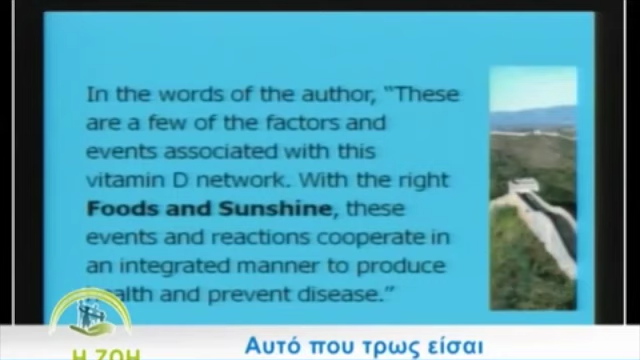 In the words of the author, “These
are a few of the factors and
events associated with this
vitamin D network. With the right
Foods and Sunshine, these
events and reactions cooperate in
an integrated manner to produce
health and prevent disease.”
Η ΖΩΗ
Αυτό που τρως είσαι